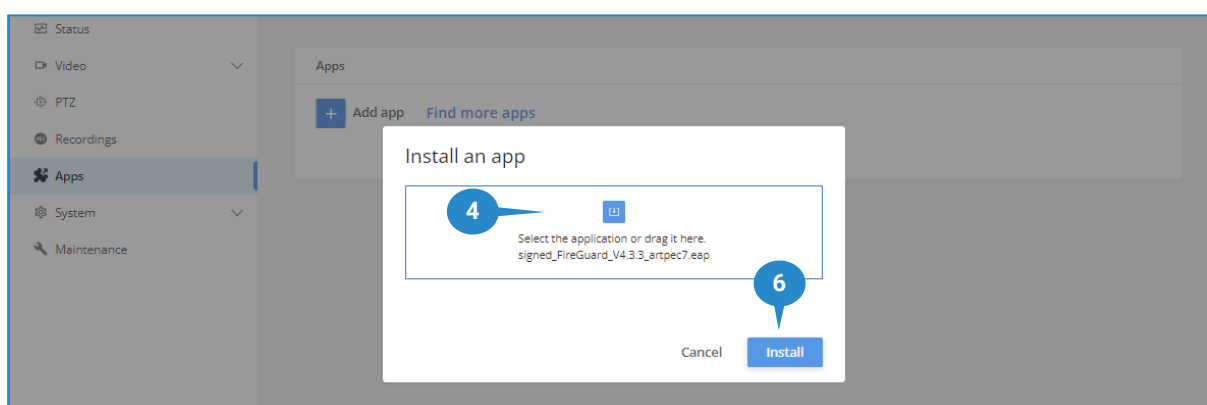 Status
Video
PTZ
Recordings
Apps
System
Maintenance
Apps
+ Add app Find more apps
Install an app
4
Select the application or drag it here.
signed_FireGuard_V4.3.3_artpec7.eap
6
Cancel Install